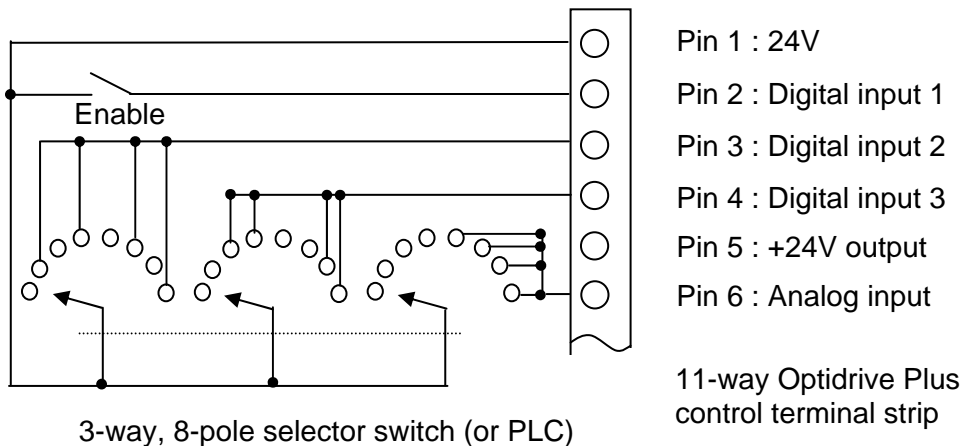 Pin 1 : 24V
Pin 2 : Digital input 1
Enable
Pin 3 : Digital input 2
Pin 4 : Digital input 3
Pin 5 : +24V output
Pin 6 : Analog input
11-way Optidrive Plus
control terminal strip
3-way, 8-pole selector switch (or PLC)